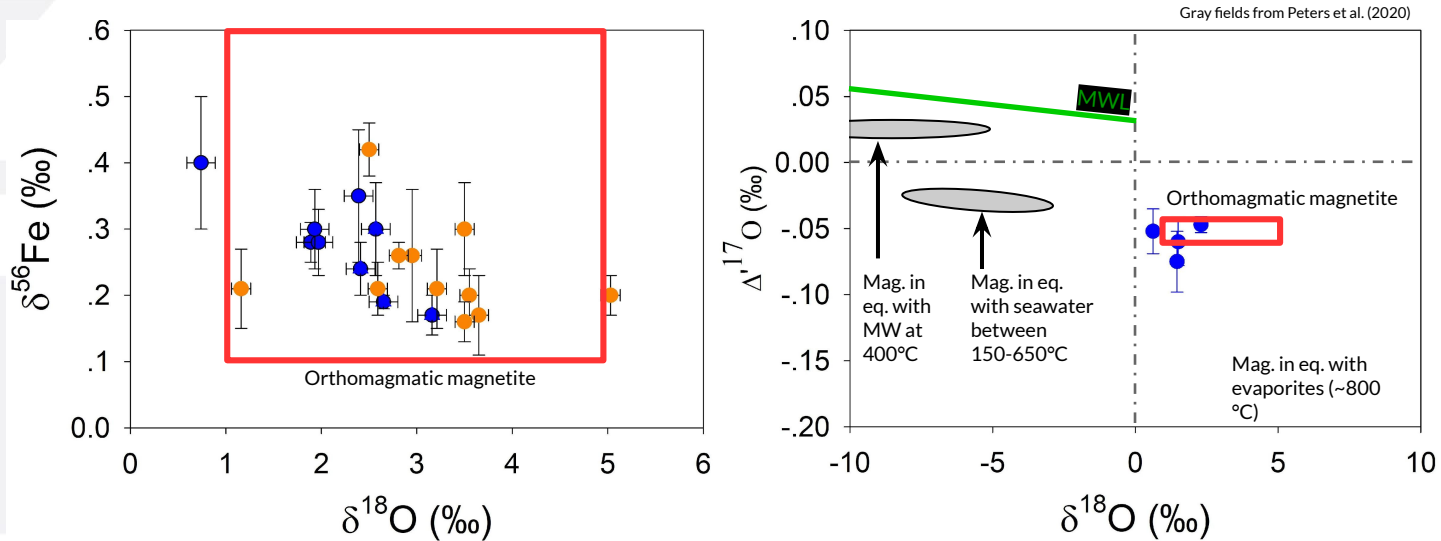 Gray fields from Peters et al. (2020)
.6
.5
.4
.3
.2
.1
0.0
δ⁵⁶Fe (‰)
Orthomagmatic magnetite
0
1
2
3
4
5
6
δ¹⁸O (‰)
.10
.05
0.00
-.05
-.10
-.15
-.20
Δ'¹⁷O (‰)
MWL
Orthomagmatic magnetite
Mag. in
eq. with
MW at
400°C
Mag. in eq.
with seawater
between
150-650°C
Mag. in eq. with
evaporites (~800
°C)
-10
-5
0
5
10
δ¹⁸O (‰)